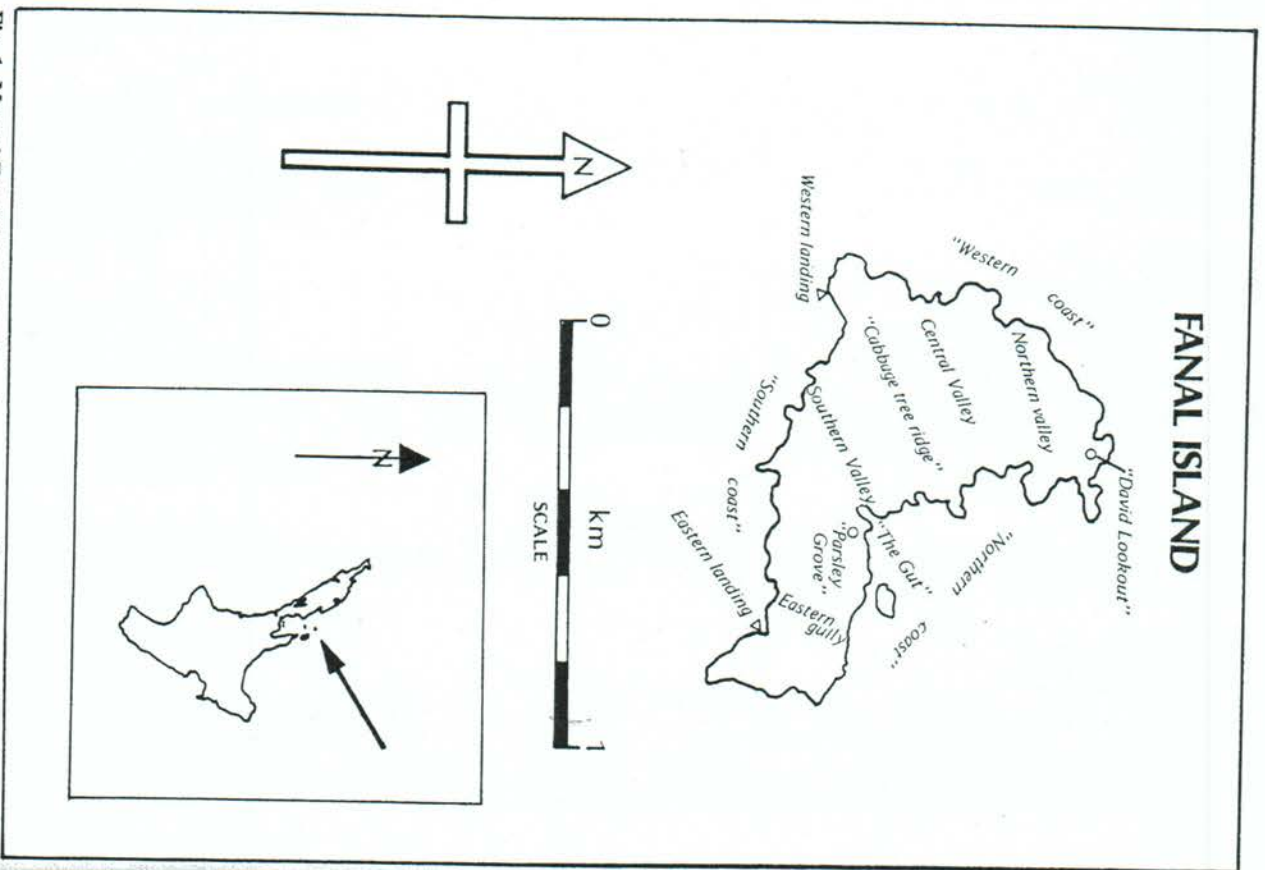 FANAL ISLAND
"David Lookout"
"Western
coast"
Northern valley
Central Valley
"Cabbage tree ridge"
"Northern
coast"
"The Gut"
Western landing
Southern Valley
"Parsley
Grove"
Eastern
gully
"Southern
coast"
Eastern landing
N
0
km
1
SCALE
N